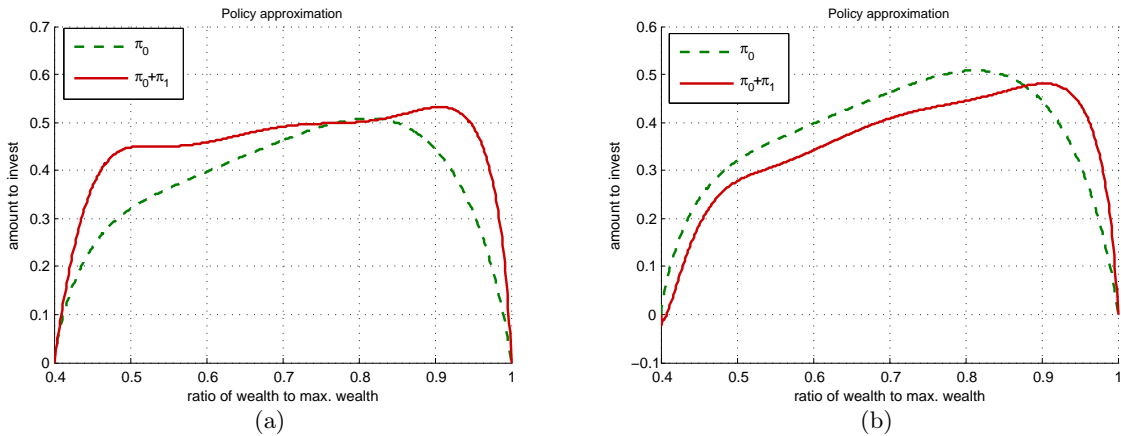 Policy approximation
0.7
0.6
0.5
0.4
0.3
0.2
0.1
0
amount to invest
π₀
π₀+π₁
0.4 0.5 0.6 0.7 0.8 0.9 1
ratio of wealth to max. wealth
(a)
Policy approximation
0.6
0.5
0.4
0.3
0.2
0.1
0
−0.1
amount to invest
π₀
π₀+π₁
0.4 0.5 0.6 0.7 0.8 0.9 1
ratio of wealth to max. wealth
(b)